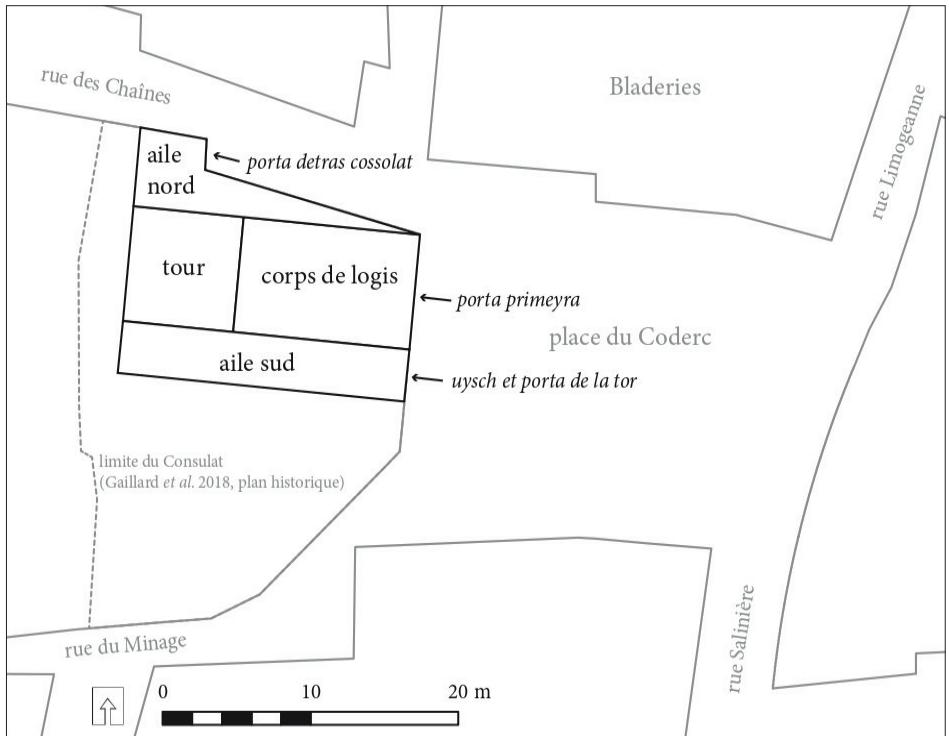 rue des Chaînes
Bladeries
rue Limogeanne
aile
nord
porta detras cossolat
tour
corps de logis
porta primeyra
place du Coderc
aile sud
uysch et porta de la tor
limite du Consulat
(Gaillard et al. 2018, plan historique)
rue du Minage
rue Salinière
0 10 20 m